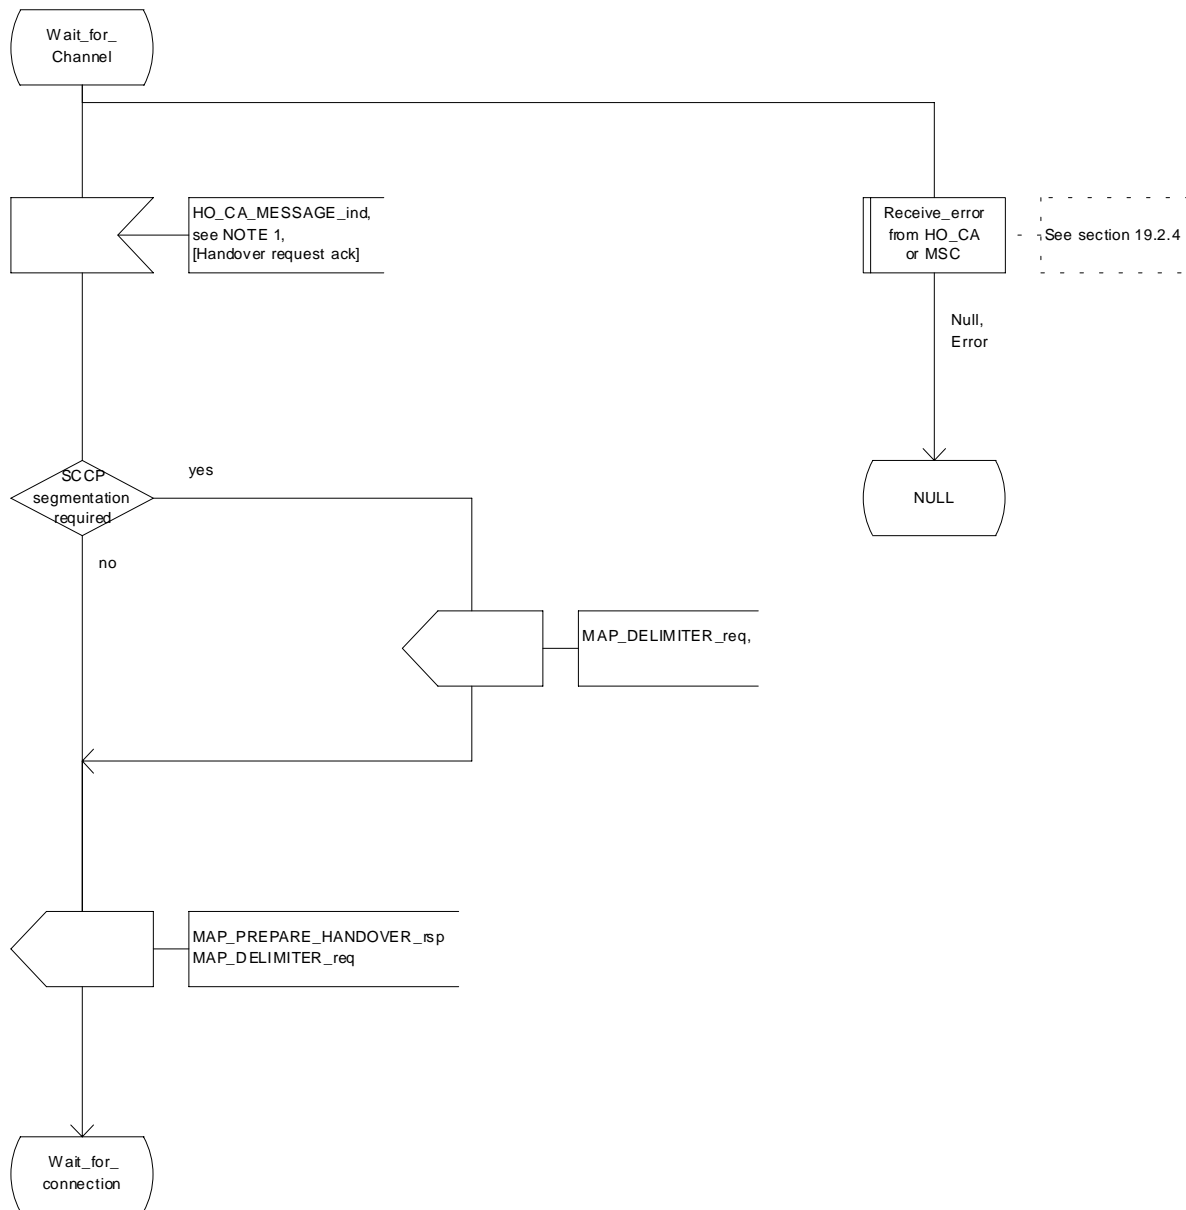 Wait_for_
Channel
HO_CA_MESSAGE_ind,
see NOTE 1,
[Handover request ack]
Receive_error
from HO_CA
or MSC
See section 19.2.4
Null,
Error
SCCP
segmentation
required
yes
NULL
no
MAP_DELIMITER_req,
MAP_PREPARE_HANDOVER_rsp
MAP_DELIMITER_req
Wait_for_
connection